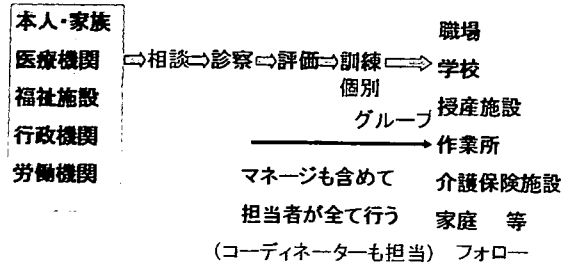 本人・家族
医療機関
福祉施設
行政機関
労働機関
⇨相談⇨診察⇨評価⇨訓練⇨
個別
グループ
マネージも含めて
担当者が全て行う
(コーディネーターも担当)
職場
学校
授産施設
作業所
介護保険施設
家庭 等
フォロー